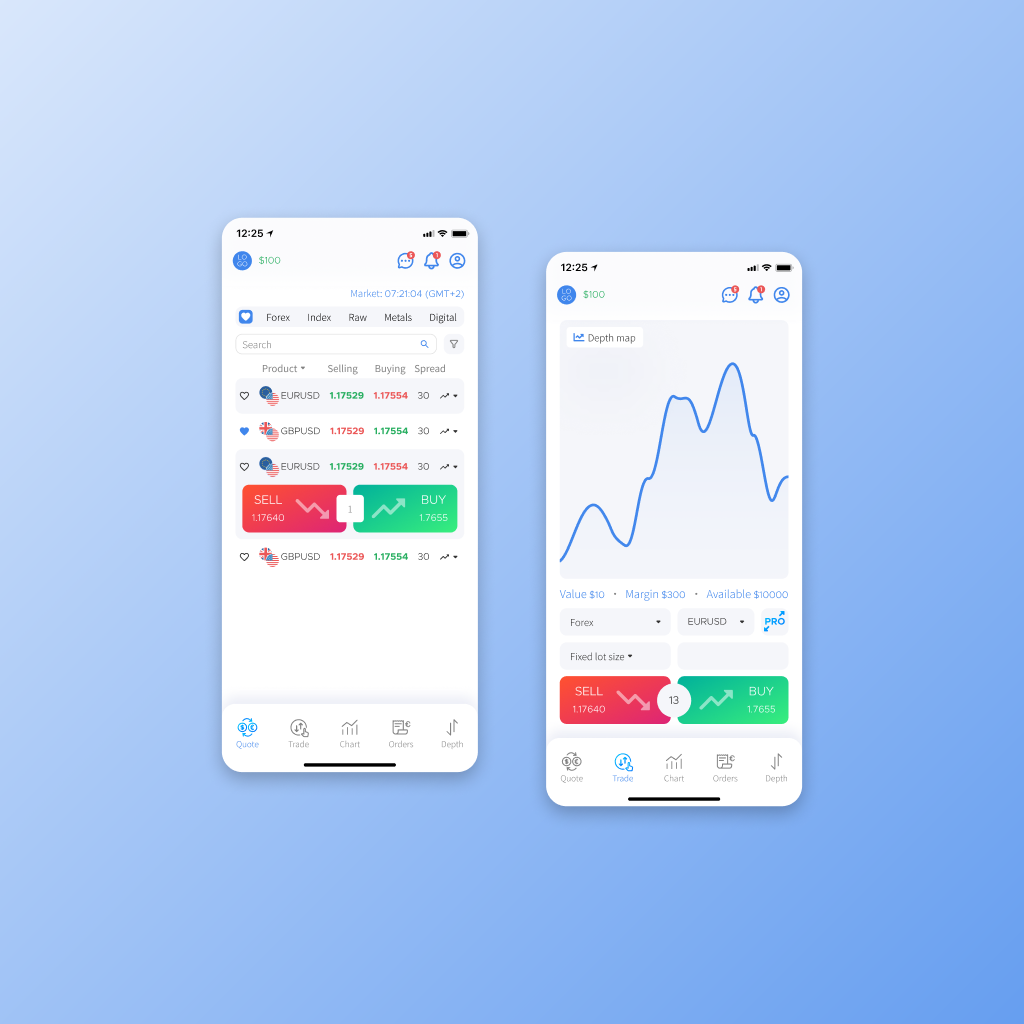 12:25
LO
GO
$100
5
1
Market: 07:21:04 (GMT+2)
Forex Index Raw Metals Digital
Search
Product Selling Buying Spread
EURUSD 1.17529 1.17554 30
GBPUSD 1.17529 1.17554 30
EURUSD 1.17529 1.17554 30
SELL 1 BUY
1.17640 1.7655
GBPUSD 1.17529 1.17554 30
$ €
€
Quote Trade Chart Orders Depth
12:25
LO
GO
$100
5
1
Depth map
Value $10 • Margin $300 • Available $10000
Forex EURUSD PRO
Fixed lot size
SELL 13 BUY
1.17640 1.7655
$ €
€
Quote Trade Chart Orders Depth